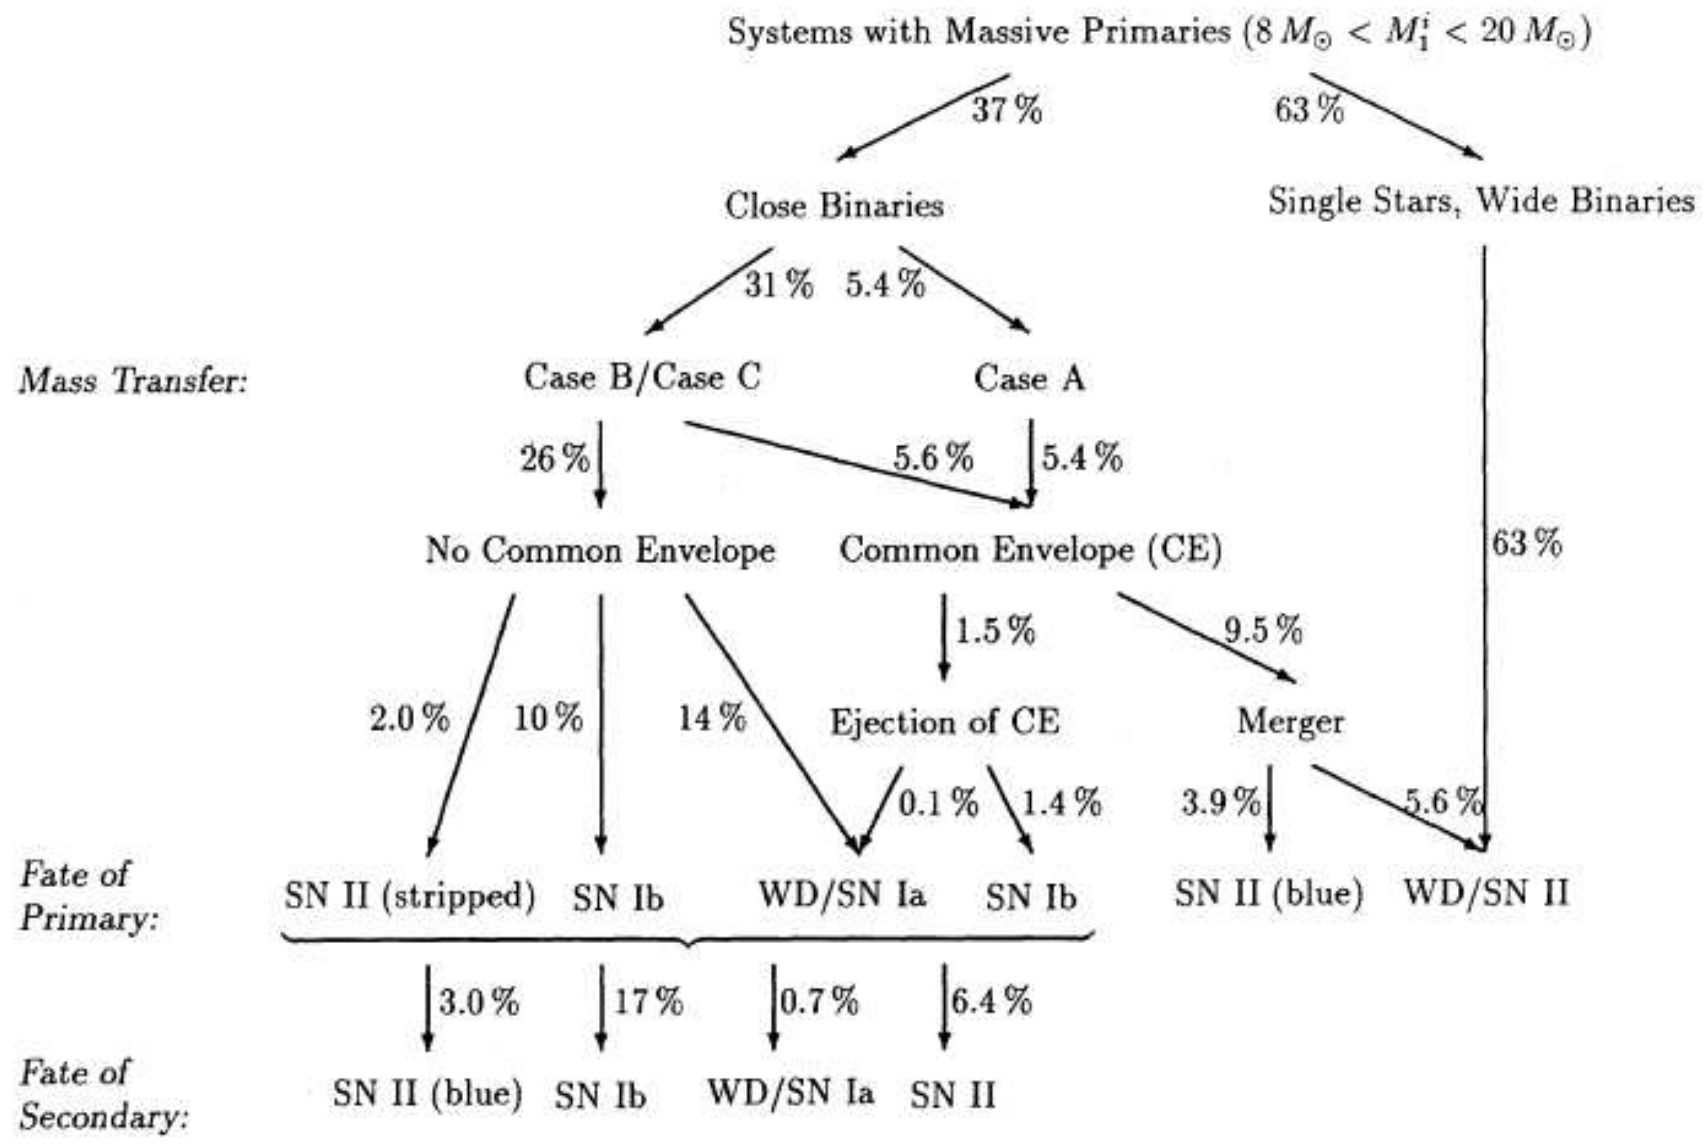 Systems with Massive Primaries (8 M⊙ < M₁ⁱ < 20 M⊙)
37 % 63 %
Close Binaries Single Stars, Wide Binaries
31 % 5.4 %
Mass Transfer: Case B/Case C Case A
26 % 5.6 % 5.4 %
No Common Envelope Common Envelope (CE) 63 %
1.5 % 9.5 %
2.0 % 10 % 14 % Ejection of CE Merger
0.1 % 1.4 % 3.9 % 5.6 %
Fate of
Primary:
SN II (stripped) SN Ib WD/SN Ia SN Ib SN II (blue) WD/SN II
3.0 % 17 % 0.7 % 6.4 %
Fate of
Secondary:
SN II (blue) SN Ib WD/SN Ia SN II